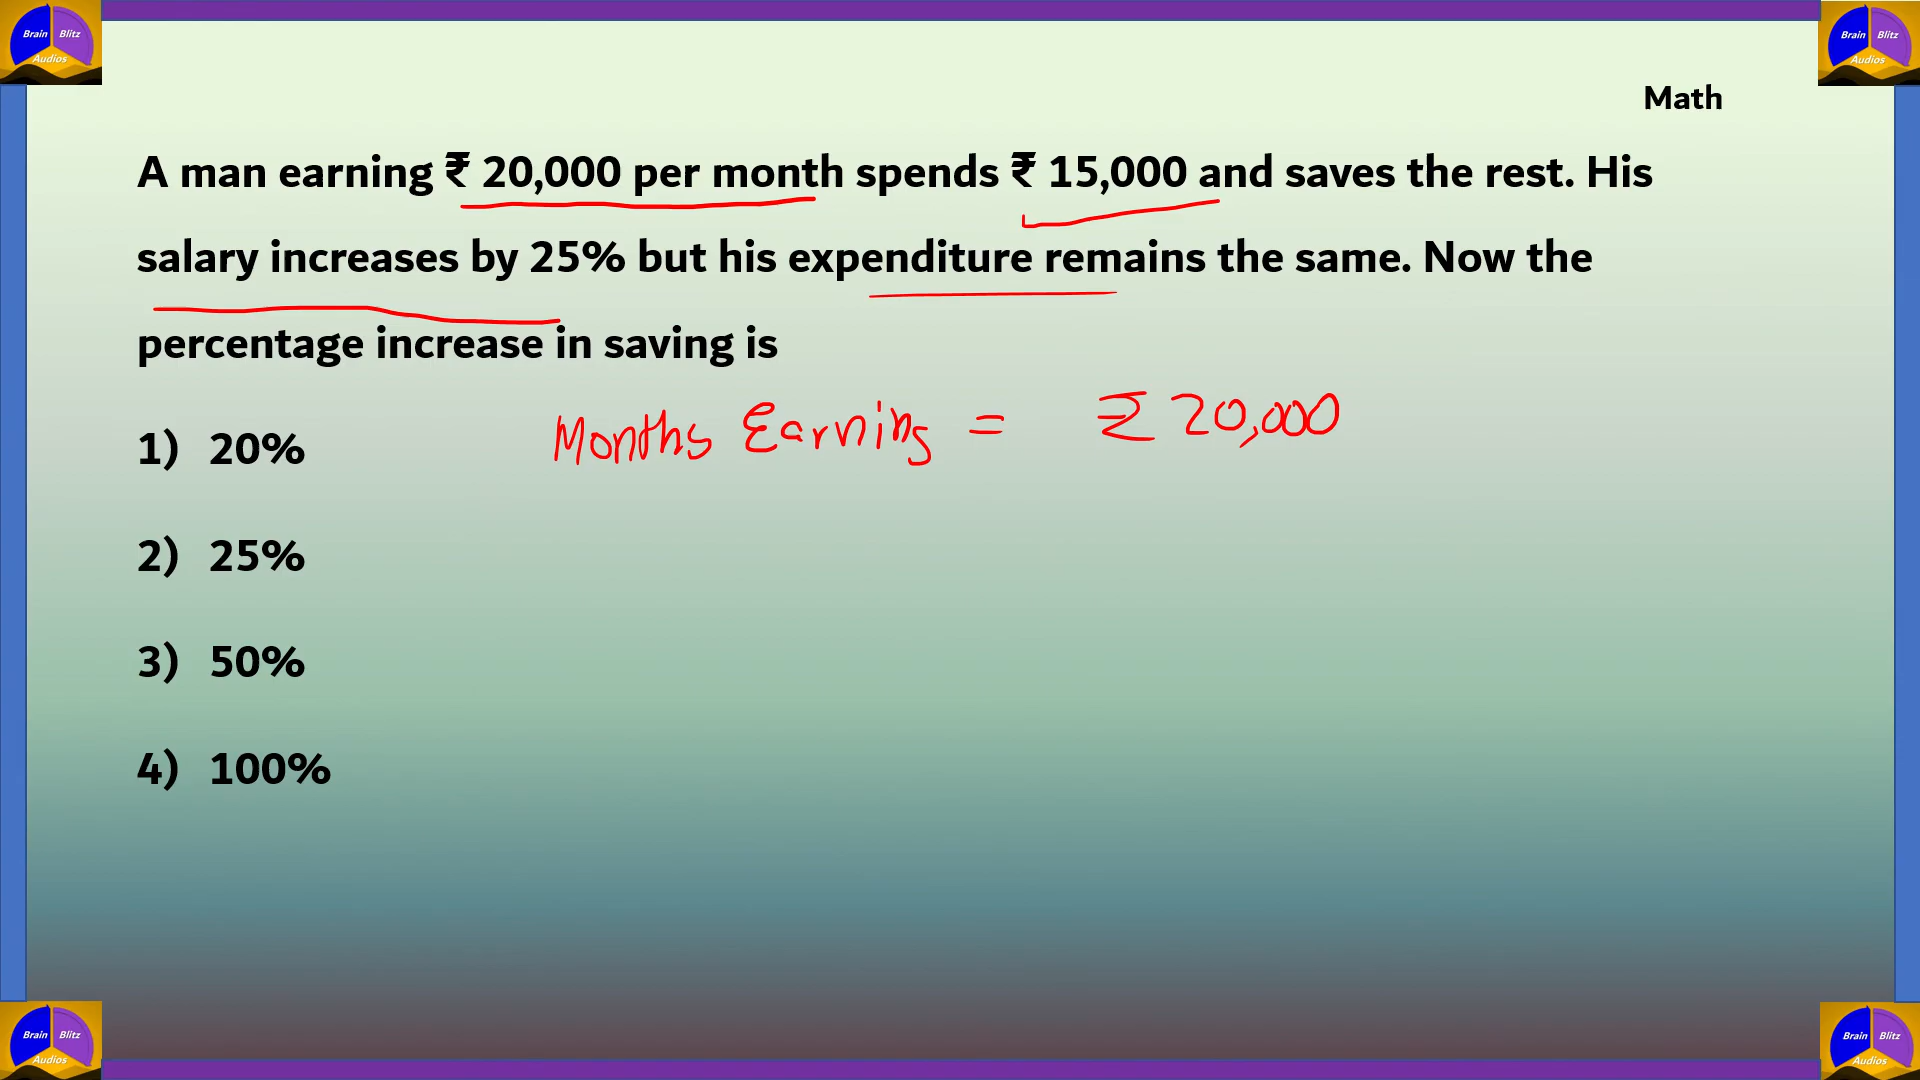 Brain Blitz
Audios
Brain Blitz
Audios
Math
A man earning ₹ 20,000 per month spends ₹ 15,000 and saves the rest. His
salary increases by 25% but his expenditure remains the same. Now the
percentage increase in saving is
Months Earning = ₹ 20,000
1) 20%
2) 25%
3) 50%
4) 100%
Brain Blitz
Audios
Brain Blitz
Audios